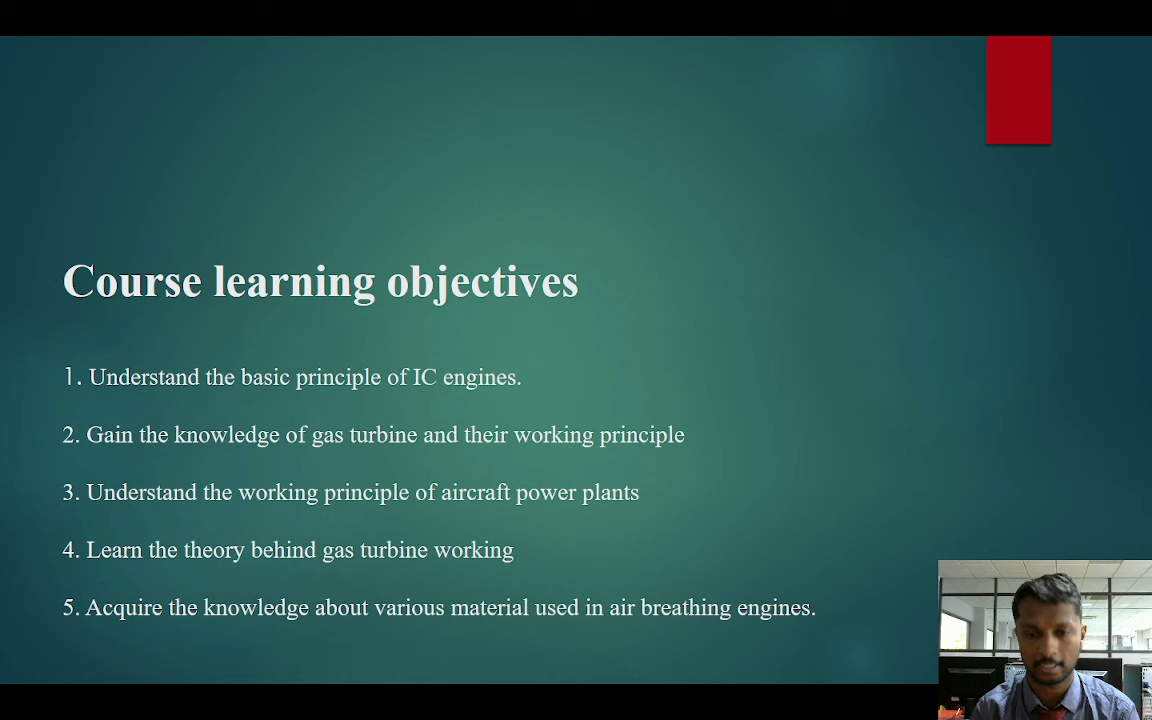 Course learning objectives
1. Understand the basic principle of IC engines.
2. Gain the knowledge of gas turbine and their working principle
3. Understand the working principle of aircraft power plants
4. Learn the theory behind gas turbine working
5. Acquire the knowledge about various material used in air breathing engines.